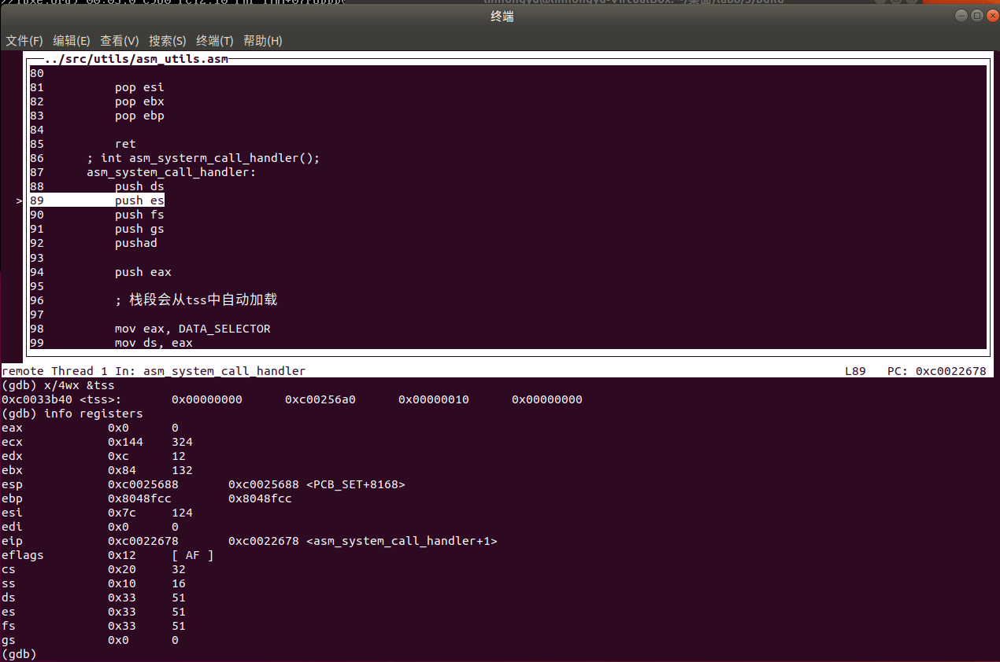 终端
文件(F) 编辑(E) 查看(V) 搜索(S) 终端(T) 帮助(H)
../src/utils/asm_utils.asm
80
81 pop esi
82 pop ebx
83 pop ebp
84
85 ret
86 ; int asm_systerm_call_handler();
87 asm_system_call_handler:
88 push ds
> 89 push es
90 push fs
91 push gs
92 pushad
93
94 push eax
95
96 ; 栈段会从tss中自动加载
97
98 mov eax, DATA_SELECTOR
99 mov ds, eax
remote Thread 1 In: asm_system_call_handler L89 PC: 0xc0022678
(gdb) x/4wx &tss
0xc0033b40 <tss>: 0x00000000 0xc00256a0 0x00000010 0x00000000
(gdb) info registers
eax 0x0 0
ecx 0x144 324
edx 0xc 12
ebx 0x84 132
esp 0xc0025688 0xc0025688 <PCB_SET+8168>
ebp 0x8048fcc 0x8048fcc
esi 0x7c 124
edi 0x0 0
eip 0xc0022678 0xc0022678 <asm_system_call_handler+1>
eflags 0x12 [ AF ]
cs 0x20 32
ss 0x10 16
ds 0x33 51
es 0x33 51
fs 0x33 51
gs 0x0 0
(gdb)